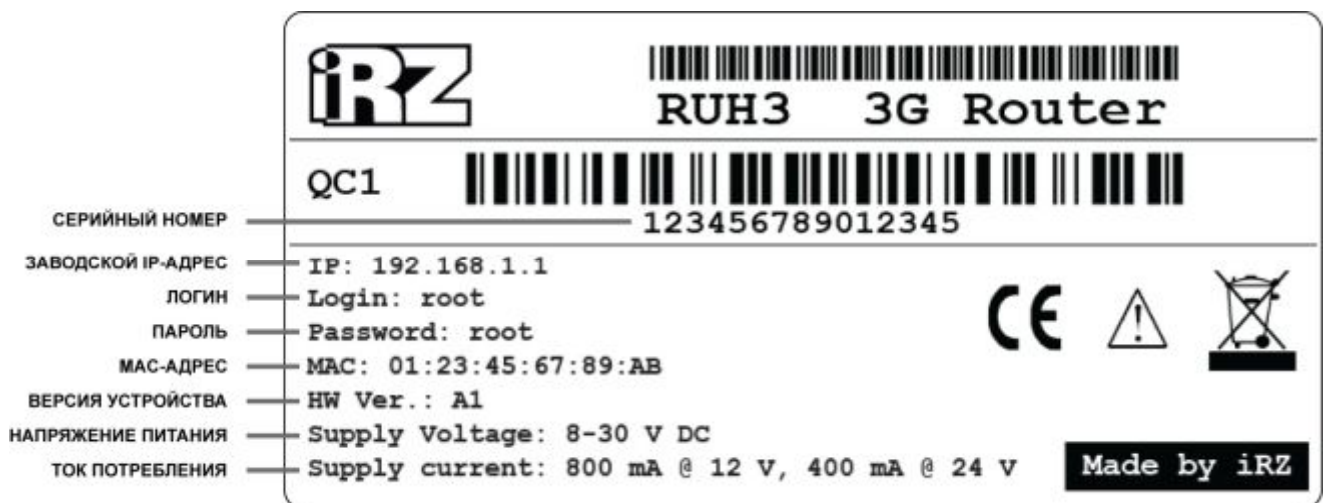 iRZ
RUH3 3G Router
QC1
СЕРИЙНЫЙ НОМЕР
123456789012345
ЗАВОДСКОЙ IP-АДРЕС
IP: 192.168.1.1
ЛОГИН
Login: root
ПАРОЛЬ
Password: root
MAC-АДРЕС
MAC: 01:23:45:67:89:AB
ВЕРСИЯ УСТРОЙСТВА
HW Ver.: A1
НАПРЯЖЕНИЕ ПИТАНИЯ
Supply Voltage: 8-30 V DC
ТОК ПОТРЕБЛЕНИЯ
Supply current: 800 mA @ 12 V, 400 mA @ 24 V
CE
Made by iRZ